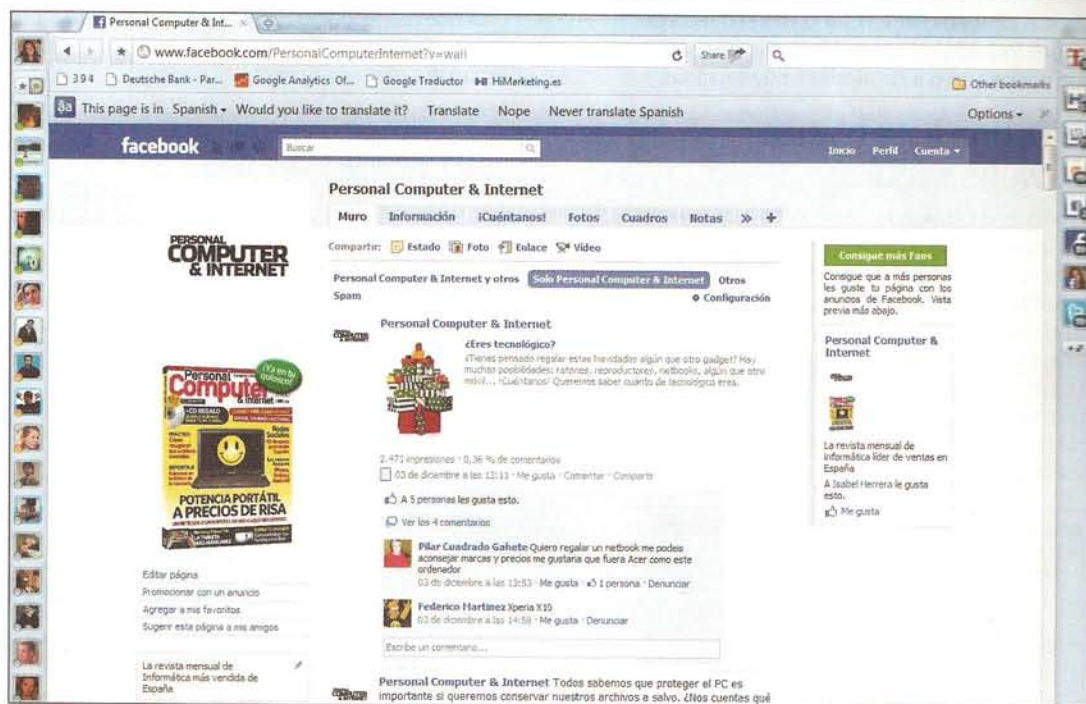 Personal Computer & Int...
www.facebook.com/PersonalComputerInternet?v=wall
Share
394 Deutsche Bank - Par... Google Analytics Of... Google Traductor HiMarketing.es Other bookmarks
This page is in Spanish Would you like to translate it? Translate Nope Never translate Spanish Options
facebook Buscar Inicio Perfil Cuenta
Personal Computer & Internet
Muro Información ¡Cuéntanos! Fotos Cuadros Notas » +
Compartir: Estado Foto Enlace Vídeo
Personal Computer & Internet y otros Solo Personal Computer & Internet Otros
Spam Configuración
PERSONAL
COMPUTER
& INTERNET
Personal Computer & Internet
¿Eres tecnológico?
¿Tienes pensado regalar estas Navidades algún que otro gadget? Hay
muchas posibilidades: ratones, reproductores, netbooks, algún que otro
móvil... ¡Cuéntanos! Queremos saber cuánto de tecnológico eres.
2.471 impresiones · 0,36 % de comentarios
03 de diciembre a las 13:11 · Me gusta · Comentar · Compartir
A 5 personas les gusta esto.
Ver los 4 comentarios
Pilar Cuadrado Gahete Quiero regalar un netbook me podeis
aconsejar marcas y precios me gustaria que fuera Acer como este
ordenador
03 de diciembre a las 13:53 · Me gusta · 1 persona · Denunciar
Federico Martinez Xperia X10
03 de diciembre a las 14:58 · Me gusta · Denunciar
Escribe un comentario...
Personal Computer & Internet Todos sabemos que proteger el PC es
importante si queremos conservar nuestros archivos a salvo. ¿Nos cuentas qué
¡Ya en tu
quiosco!
Personal
Computer
& Internet
+CD REGALO
Redes
Sociales
PRÁCTICO
REPORTAJE
POTENCIA PORTÁTIL
A PRECIOS DE RISA
Editar página
Promocionar con un anuncio
Agregar a mis favoritos
Sugerir esta página a mis amigos
La revista mensual de
Informática más vendida de
España
Consigue más Fans
Consigue que a más personas
les guste tu página con los
anuncios de Facebook. Vista
previa más abajo.
Personal Computer &
Internet
La revista mensual de
informática líder de ventas en
España
A Isabel Herrera le gusta
esto.
Me gusta